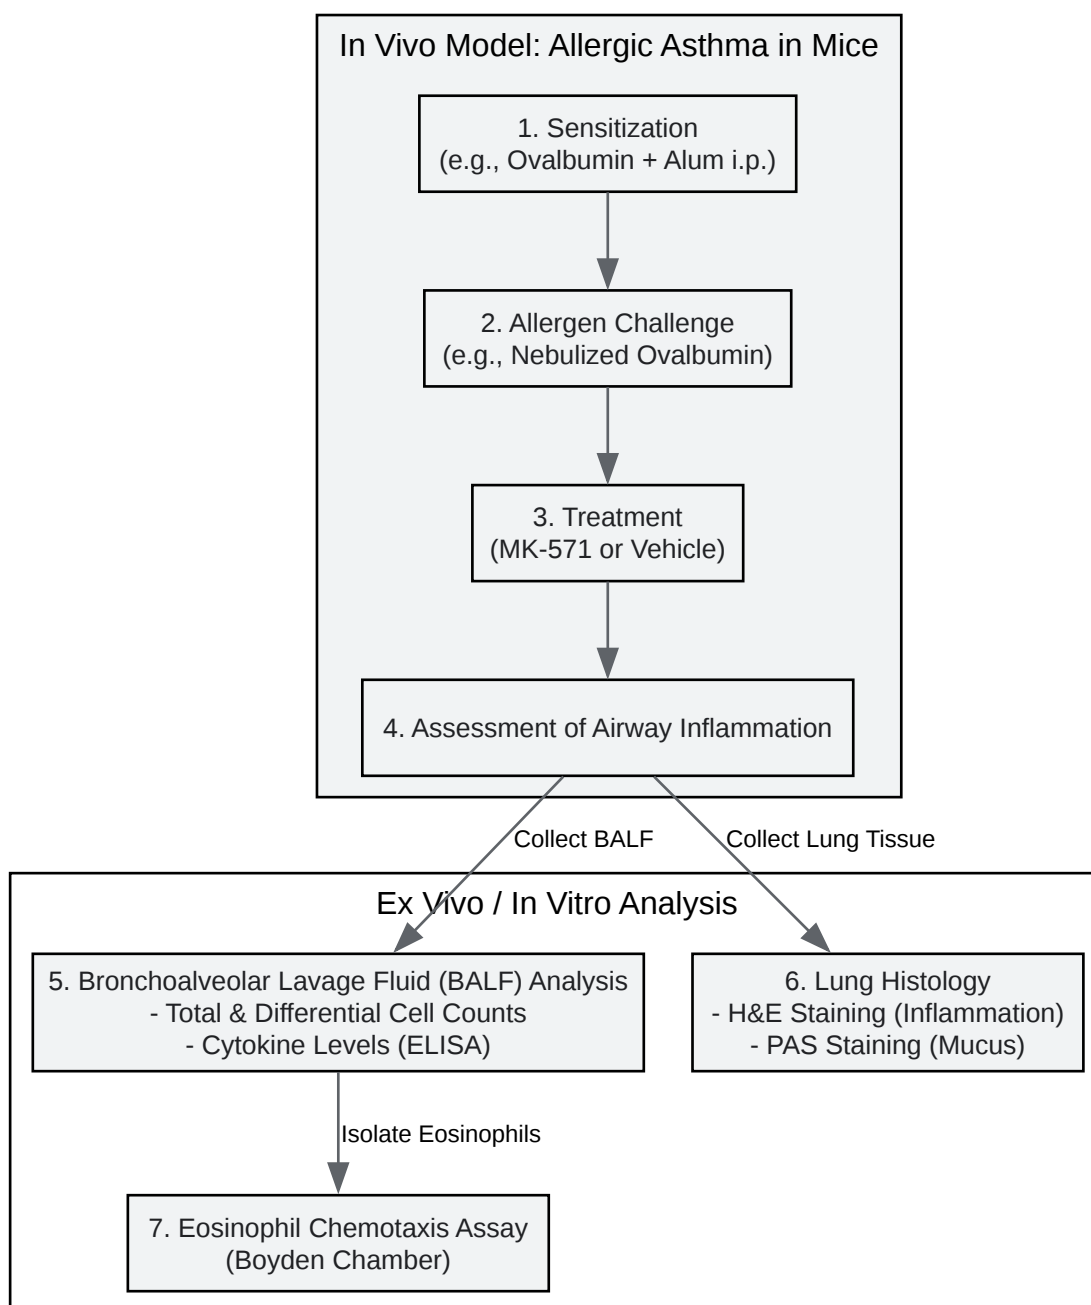 In Vivo Model: Allergic Asthma in Mice
1. Sensitization
(e.g., Ovalbumin + Alum i.p.)
2. Allergen Challenge
(e.g., Nebulized Ovalbumin)
3. Treatment
(MK-571 or Vehicle)
4. Assessment of Airway Inflammation
Collect BALF
Collect Lung Tissue
Ex Vivo / In Vitro Analysis
5. Bronchoalveolar Lavage Fluid (BALF) Analysis
- Total & Differential Cell Counts
- Cytokine Levels (ELISA)
6. Lung Histology
- H&E Staining (Inflammation)
- PAS Staining (Mucus)
Isolate Eosinophils
7. Eosinophil Chemotaxis Assay
(Boyden Chamber)